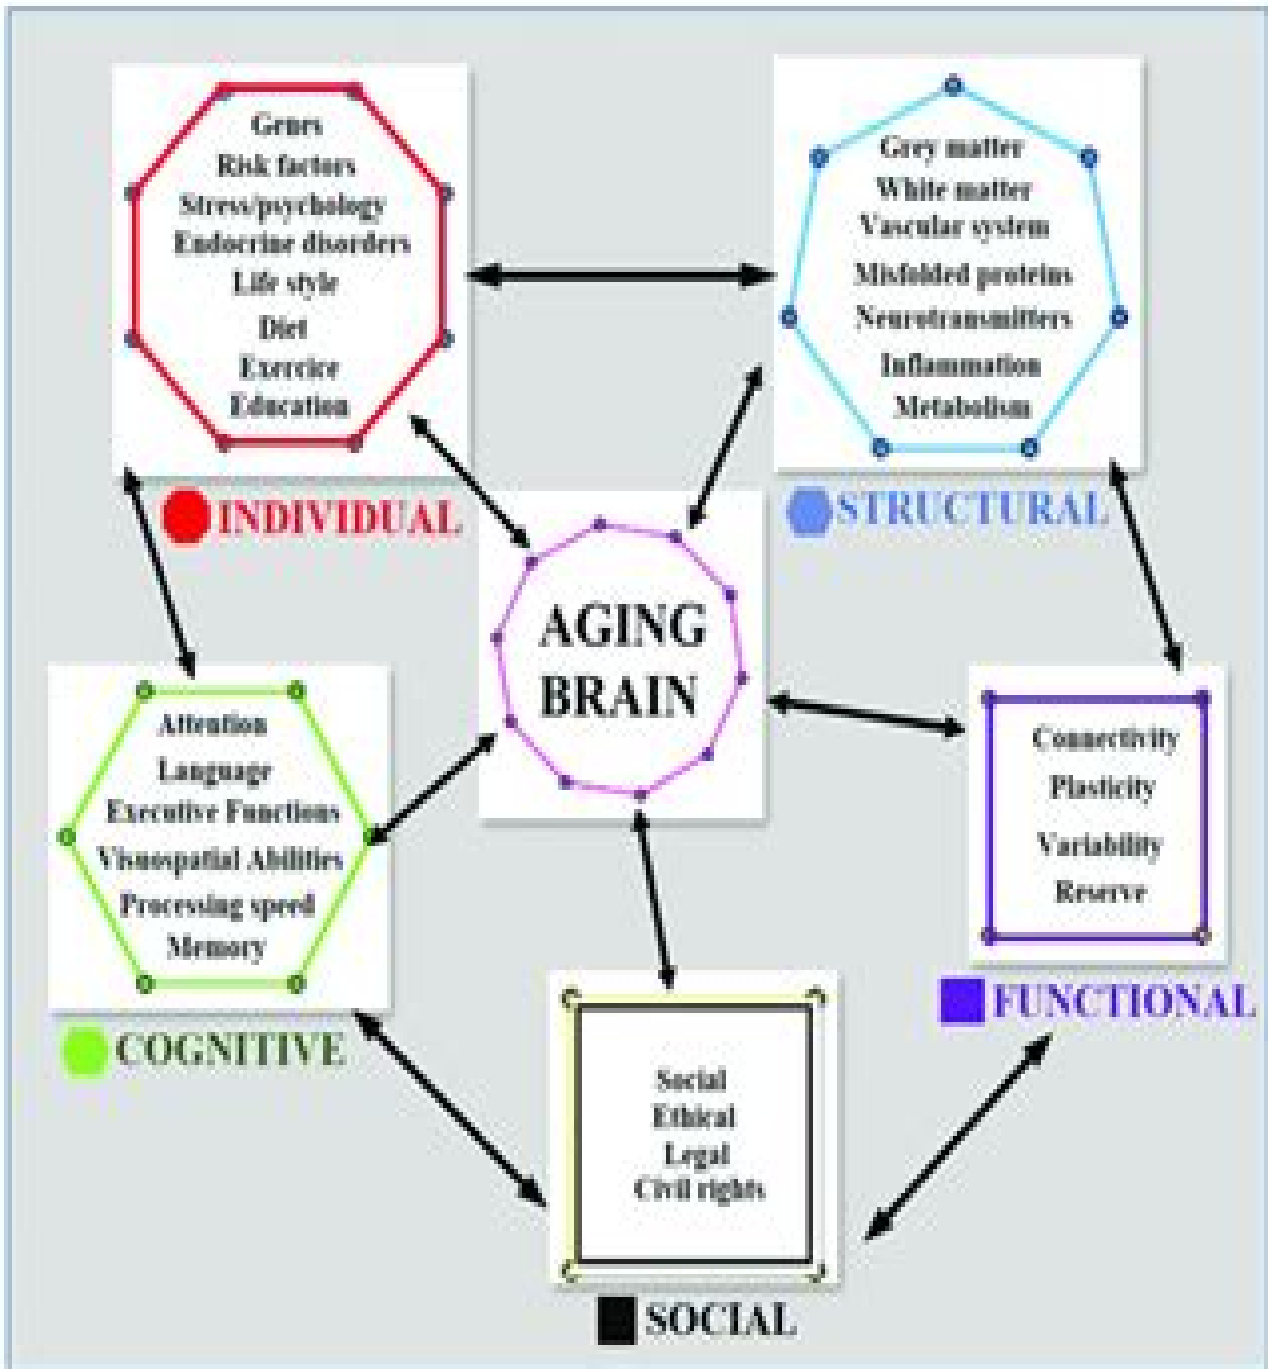 Genes
Risk factors
Stress/psychology
Endocrine disorders
Life style
Diet
Exercice
Education
INDIVIDUAL
Grey matter
White matter
Vascular system
Misfolded proteins
Neurotransmitters
Inflammation
Metabolism
STRUCTURAL
AGING
BRAIN
Attention
Language
Executive Functions
Visuospatial Abilities
Processing speed
Memory
COGNITIVE
Connectivity
Plasticity
Variability
Reserve
FUNCTIONAL
Social
Ethical
Legal
Civil rights
SOCIAL